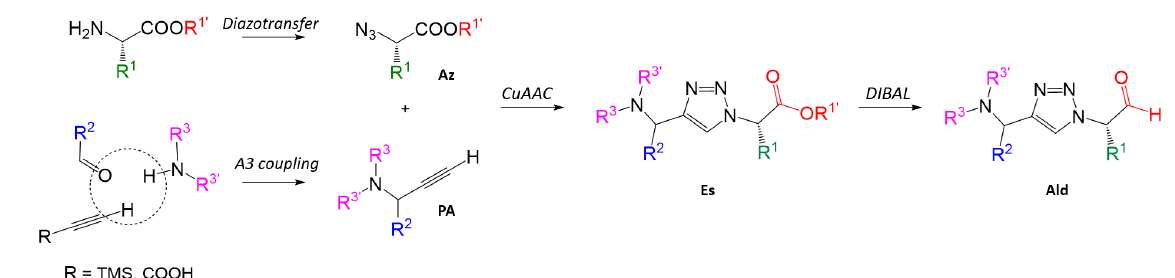 H₂N COOR¹' Diazotransfer N₃ COOR¹'
R¹ R¹ Az
+ CuAAC
R³' N=N O R³ N N OR¹' R² R¹
Es
DIBAL
R³' N=N O R³ N N H R² R¹
Ald
R² O H R³ N R³' A3 coupling R³ N R³' H R² PA
R H
R = TMS, COOH